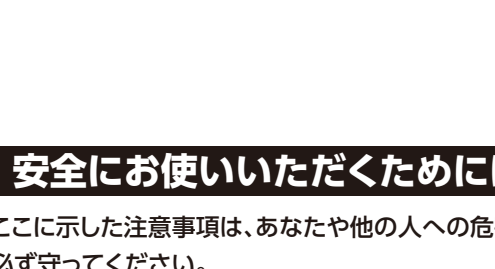 安全にお使いいただくために
ここに示した注意事項は、あなたや他の人への危
必ず守ってください。